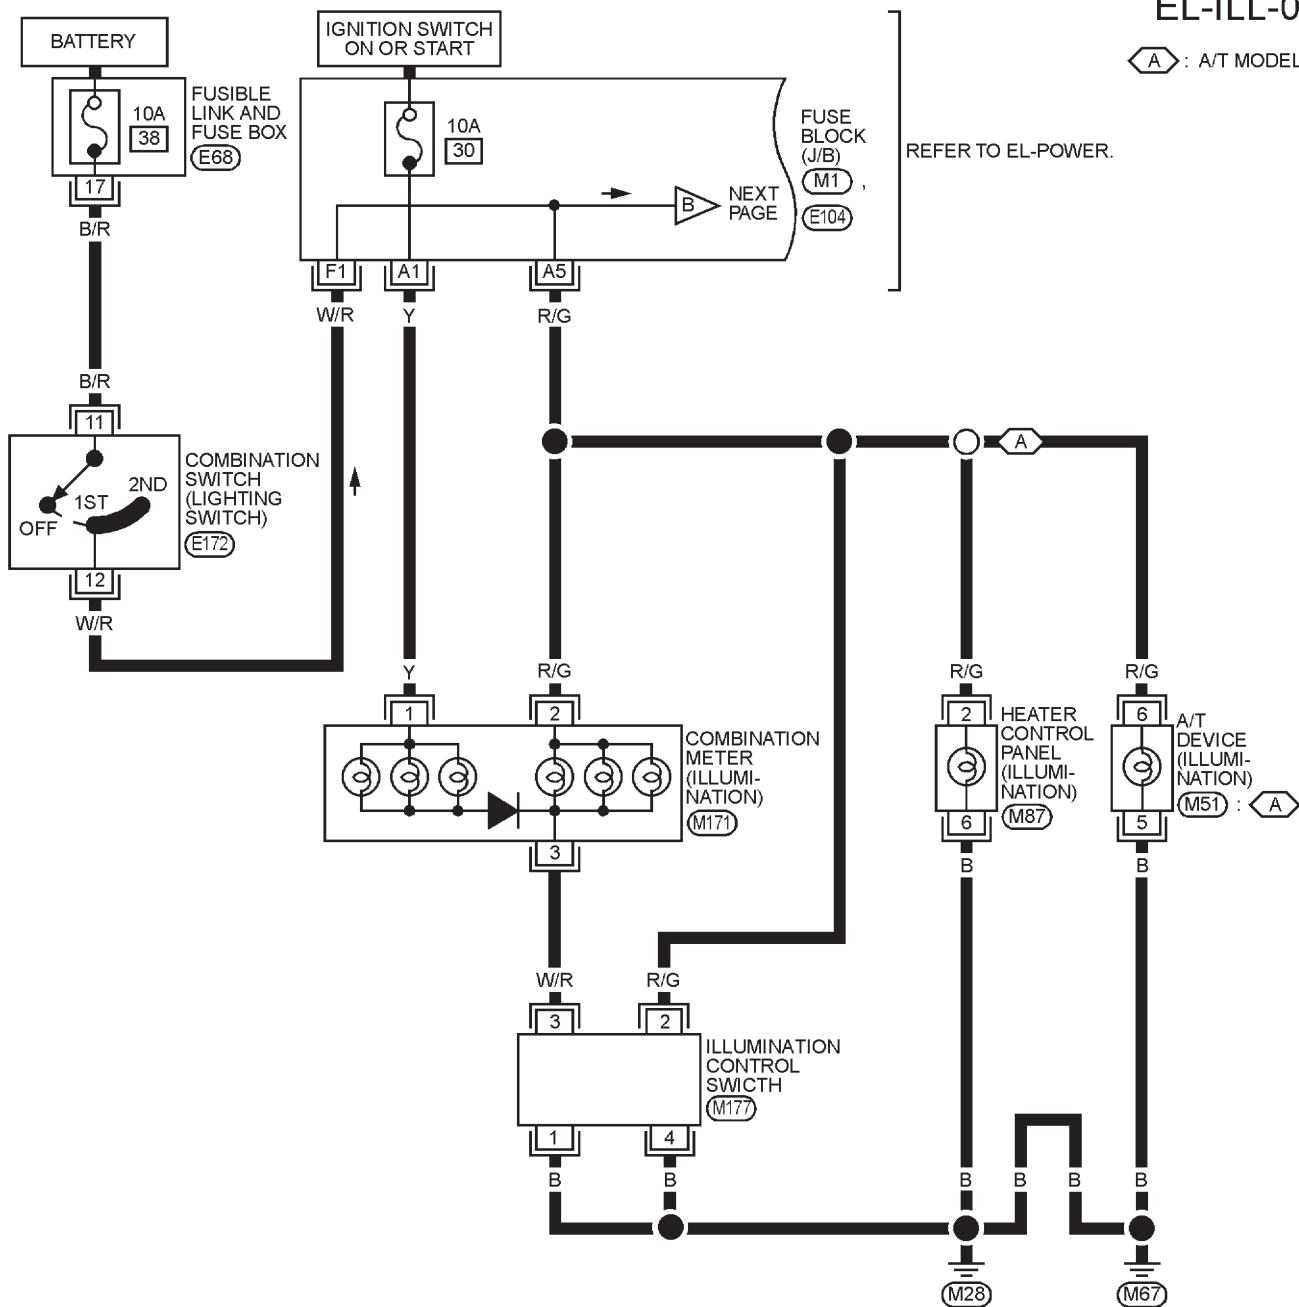 EL-ILL-0
A : A/T MODEL
BATTERY
IGNITION SWITCH
ON OR START
10A
38
FUSIBLE
LINK AND
FUSE BOX
E68
17
B/R
10A
30
B
NEXT
PAGE
FUSE
BLOCK
(J/B)
M1 ,
E104
REFER TO EL-POWER.
F1
A1
A5
W/R
Y
R/G
B/R
11
OFF
1ST
2ND
COMBINATION
SWITCH
(LIGHTING
SWITCH)
E172
12
W/R
A
Y
R/G
R/G
R/G
1
2
COMBINATION
METER
(ILLUMI-
NATION)
M171
3
2
HEATER
CONTROL
PANEL
(ILLUMI-
NATION)
M87
6
6
A/T
DEVICE
(ILLUMI-
NATION)
M51 : A
5
B
B
W/R
R/G
3
2
ILLUMINATION
CONTROL
SWICTH
M177
1
4
B
B
B
B
B
B
M28
M67